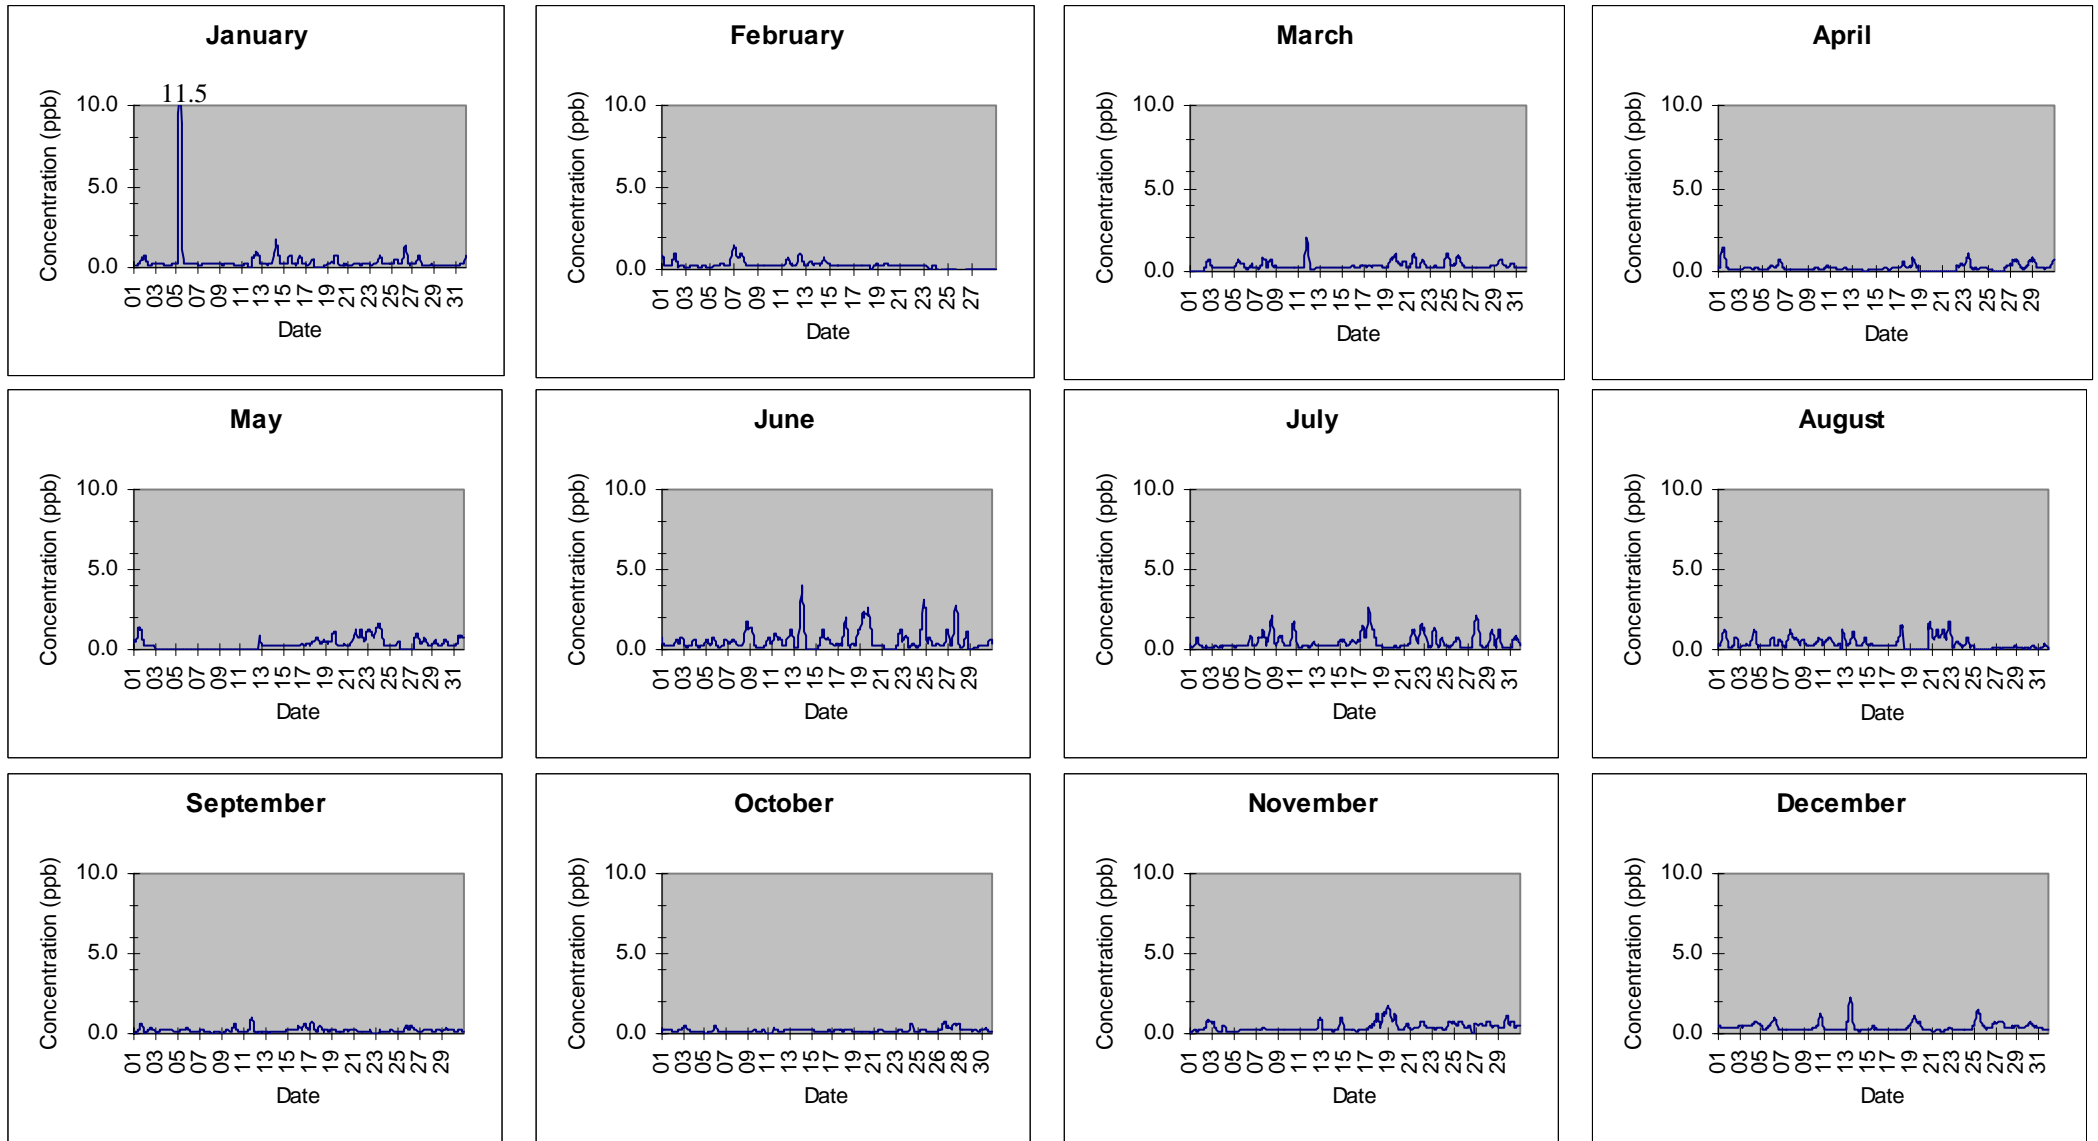 January
11.5
Concentration (ppb)
10.0
5.0
0.0
01 03 05 07 09 11 13 15 17 19 21 23 25 27 29 31
Date
February
Concentration (ppb)
10.0
5.0
0.0
01 03 05 07 09 11 13 15 17 19 21 23 25 27
Date
March
Concentration (ppb)
10.0
5.0
0.0
01 03 05 07 09 11 13 15 17 19 21 23 25 27 29 31
Date
April
Concentration (ppb)
10.0
5.0
0.0
01 03 05 07 09 11 13 15 17 19 21 23 25 27 29
Date
May
Concentration (ppb)
10.0
5.0
0.0
01 03 05 07 09 11 13 15 17 19 21 23 25 27 29 31
Date
June
Concentration (ppb)
10.0
5.0
0.0
01 03 05 07 09 11 13 15 17 19 21 23 25 27 29
Date
July
Concentration (ppb)
10.0
5.0
0.0
01 03 05 07 09 11 13 15 17 19 21 23 25 27 29 31
Date
August
Concentration (ppb)
10.0
5.0
0.0
01 03 05 07 09 11 13 15 17 19 21 23 25 27 29 31
Date
September
Concentration (ppb)
10.0
5.0
0.0
01 03 05 07 09 11 13 15 17 19 21 23 25 27 29
Date
October
Concentration (ppb)
10.0
5.0
0.0
01 03 05 07 09 11 13 15 17 19 21 23 25 26 28 30
Date
November
Concentration (ppb)
10.0
5.0
0.0
01 03 05 07 09 11 13 15 17 19 21 23 25 27 29
Date
December
Concentration (ppb)
10.0
5.0
0.0
01 03 05 07 09 11 13 15 17 19 21 23 25 27 29 31
Date